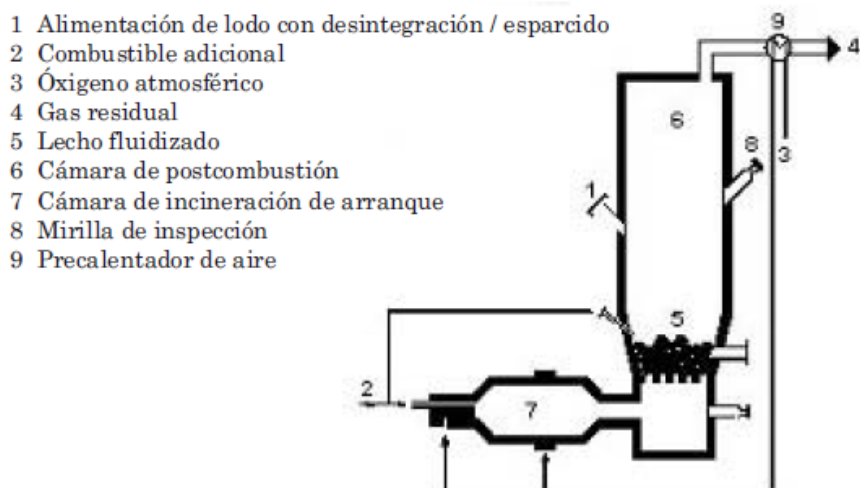 1 Alimentación de lodo con desintegración / esparcido
2 Combustible adicional
3 Óxigeno atmosférico
4 Gas residual
5 Lecho fluidizado
6 Cámara de postcombustión
7 Cámara de incineración de arranque
8 Mirilla de inspección
9 Precalentador de aire
9
4
6
8
3
1
5
2
7